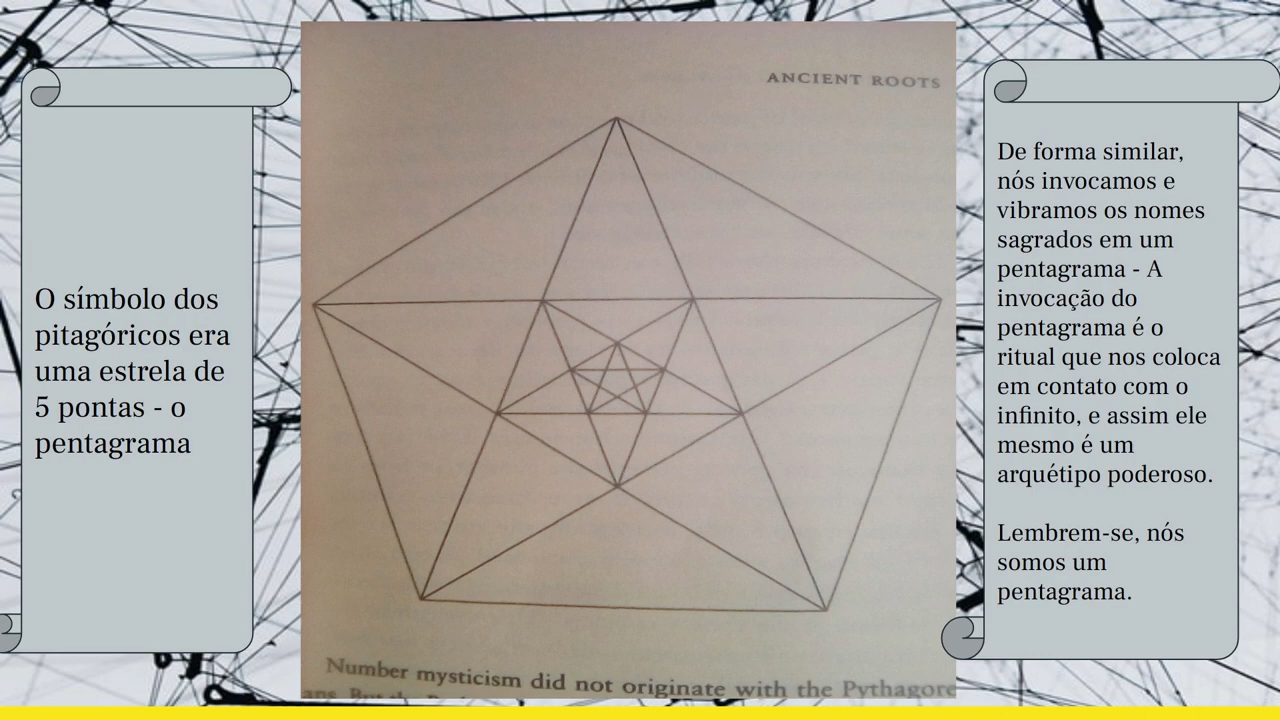 O símbolo dos
pitagóricos era
uma estrela de
5 pontas - o
pentagrama
ANCIENT ROOTS
Number mysticism did not originate with the Pythagore
De forma similar,
nós invocamos e
vibramos os nomes
sagrados em um
pentagrama - A
invocação do
pentagrama é o
ritual que nos coloca
em contato com o
infinito, e assim ele
mesmo é um
arquétipo poderoso.
Lembrem-se, nós
somos um
pentagrama.